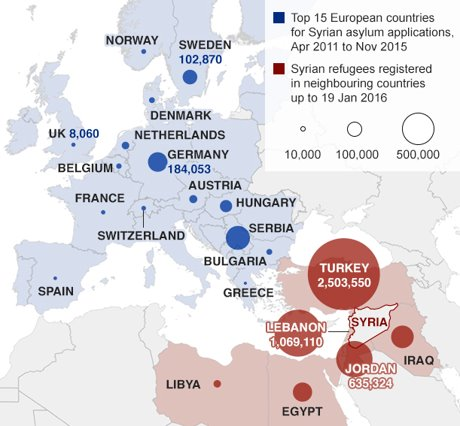 Top 15 European countries
for Syrian asylum applications,
Apr 2011 to Nov 2015
Syrian refugees registered
in neighbouring countries
up to 19 Jan 2016
10,000
100,000
500,000
NORWAY
SWEDEN
102,870
DENMARK
UK 8,060
NETHERLANDS
GERMANY
184,053
BELGIUM
AUSTRIA
FRANCE
HUNGARY
SWITZERLAND
SERBIA
BULGARIA
SPAIN
GREECE
TURKEY
2,503,550
LEBANON
1,069,110
SYRIA
IRAQ
JORDAN
635,324
LIBYA
EGYPT